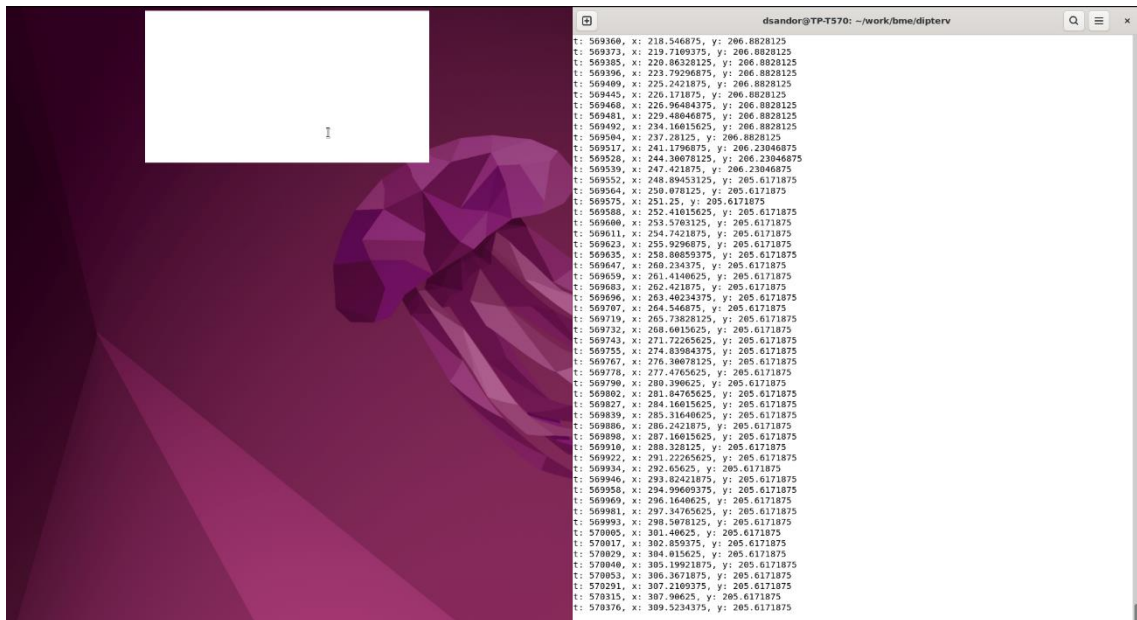 dsandor@TP-T570: ~/work/bme/dipterv
t: 569360, x: 218.546875, y: 206.8828125
t: 569373, x: 219.7109375, y: 206.8828125
t: 569385, x: 220.86328125, y: 206.8828125
t: 569396, x: 223.79296875, y: 206.8828125
t: 569409, x: 225.2421875, y: 206.8828125
t: 569445, x: 226.171875, y: 206.8828125
t: 569468, x: 226.96484375, y: 206.8828125
t: 569481, x: 229.48046875, y: 206.8828125
t: 569492, x: 234.16015625, y: 206.8828125
t: 569504, x: 237.28125, y: 206.8828125
t: 569517, x: 241.1796875, y: 206.23046875
t: 569528, x: 244.30078125, y: 206.23046875
t: 569539, x: 247.421875, y: 206.23046875
t: 569552, x: 248.89453125, y: 205.6171875
t: 569564, x: 250.078125, y: 205.6171875
t: 569575, x: 251.25, y: 205.6171875
t: 569588, x: 252.41015625, y: 205.6171875
t: 569600, x: 253.5703125, y: 205.6171875
t: 569611, x: 254.7421875, y: 205.6171875
t: 569623, x: 255.9296875, y: 205.6171875
t: 569635, x: 258.80859375, y: 205.6171875
t: 569647, x: 260.234375, y: 205.6171875
t: 569659, x: 261.4140625, y: 205.6171875
t: 569683, x: 262.421875, y: 205.6171875
t: 569696, x: 263.40234375, y: 205.6171875
t: 569707, x: 264.546875, y: 205.6171875
t: 569719, x: 265.73828125, y: 205.6171875
t: 569732, x: 268.6015625, y: 205.6171875
t: 569743, x: 271.72265625, y: 205.6171875
t: 569755, x: 274.83984375, y: 205.6171875
t: 569767, x: 276.30078125, y: 205.6171875
t: 569778, x: 277.4765625, y: 205.6171875
t: 569790, x: 280.390625, y: 205.6171875
t: 569802, x: 281.84765625, y: 205.6171875
t: 569827, x: 284.16015625, y: 205.6171875
t: 569839, x: 285.31640625, y: 205.6171875
t: 569886, x: 286.2421875, y: 205.6171875
t: 569898, x: 287.16015625, y: 205.6171875
t: 569910, x: 288.328125, y: 205.6171875
t: 569922, x: 291.22265625, y: 205.6171875
t: 569934, x: 292.65625, y: 205.6171875
t: 569946, x: 293.82421875, y: 205.6171875
t: 569958, x: 294.99609375, y: 205.6171875
t: 569969, x: 296.1640625, y: 205.6171875
t: 569981, x: 297.34765625, y: 205.6171875
t: 569993, x: 298.5078125, y: 205.6171875
t: 570005, x: 301.40625, y: 205.6171875
t: 570017, x: 302.859375, y: 205.6171875
t: 570029, x: 304.015625, y: 205.6171875
t: 570040, x: 305.19921875, y: 205.6171875
t: 570053, x: 306.3671875, y: 205.6171875
t: 570291, x: 307.2109375, y: 205.6171875
t: 570315, x: 307.90625, y: 205.6171875
t: 570376, x: 309.5234375, y: 205.6171875